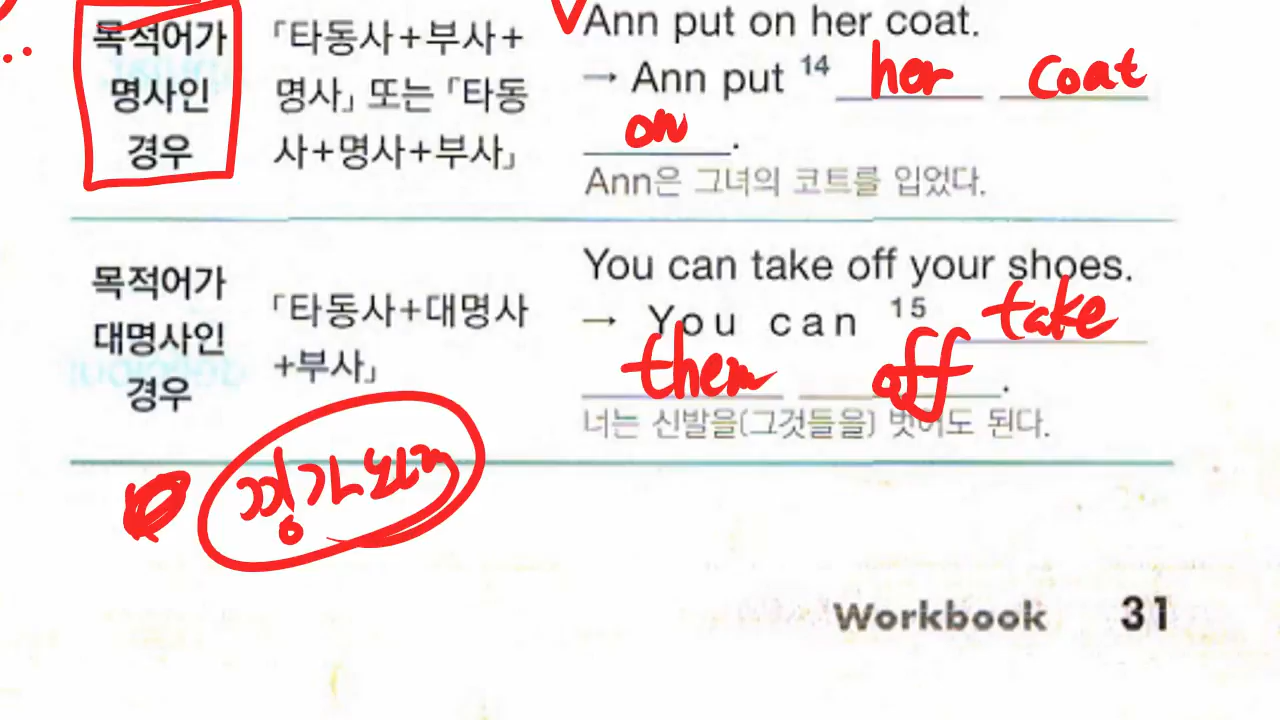 목적어가
명사인
경우
「타동사+부사+
명사」 또는 「타동
사+명사+부사」
Ann put on her coat.
→ Ann put 14 her coat
on.
Ann은 그녀의 코트를 입었다.
목적어가
대명사인
경우
「타동사+대명사
+부사」
You can take off your shoes.
→ You can 15 take
them off.
너는 신발을(그것들을) 벗어도 된다.
Workbook 31